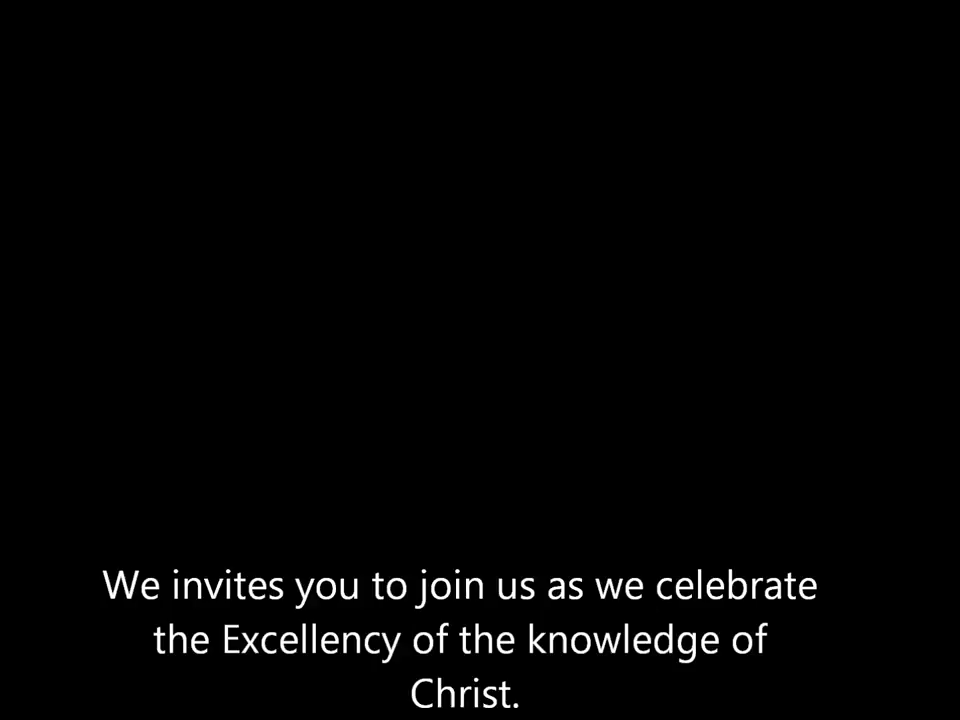 We invites you to join us as we celebrate
the Excellency of the knowledge of
Christ.